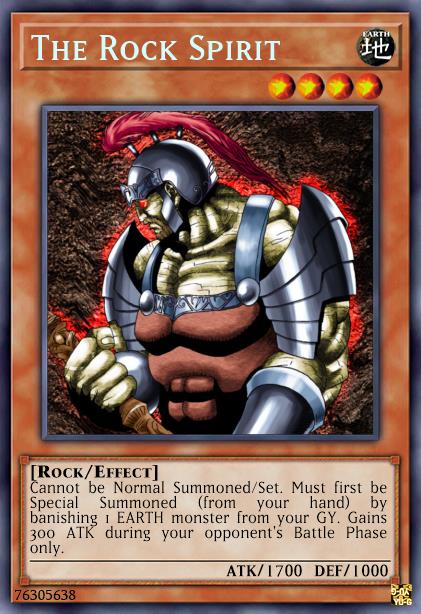 The Rock Spirit
EARTH
地
[Rock/Effect]
Cannot be Normal Summoned/Set. Must first be
Special Summoned (from your hand) by
banishing 1 EARTH monster from your GY. Gains
300 ATK during your opponent's Battle Phase
only.
ATK/1700 DEF/1000
76305638